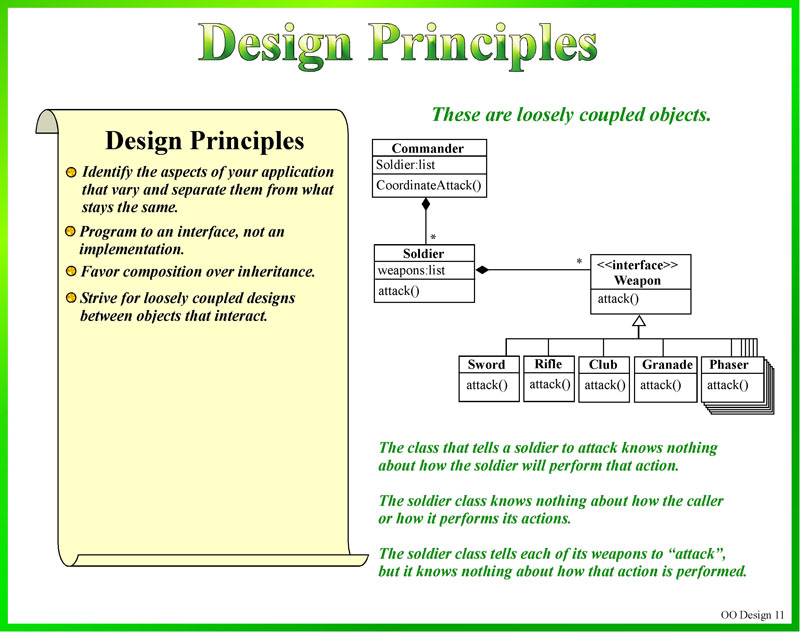 Design Principles
Design Principles
Identify the aspects of your application
that vary and separate them from what
stays the same.
Program to an interface, not an
implementation.
Favor composition over inheritance.
Strive for loosely coupled designs
between objects that interact.
These are loosely coupled objects.
Commander
Soldier:list
CoordinateAttack()
*
Soldier
weapons:list
attack()
*
<<interface>>
Weapon
attack()
Sword
attack()
Rifle
attack()
Club
attack()
Granade
attack()
Phaser
attack()
The class that tells a soldier to attack knows nothing
about how the soldier will perform that action.
The soldier class knows nothing about how the caller
or how it performs its actions.
The soldier class tells each of its weapons to “attack”,
but it knows nothing about how that action is performed.
OO Design 11